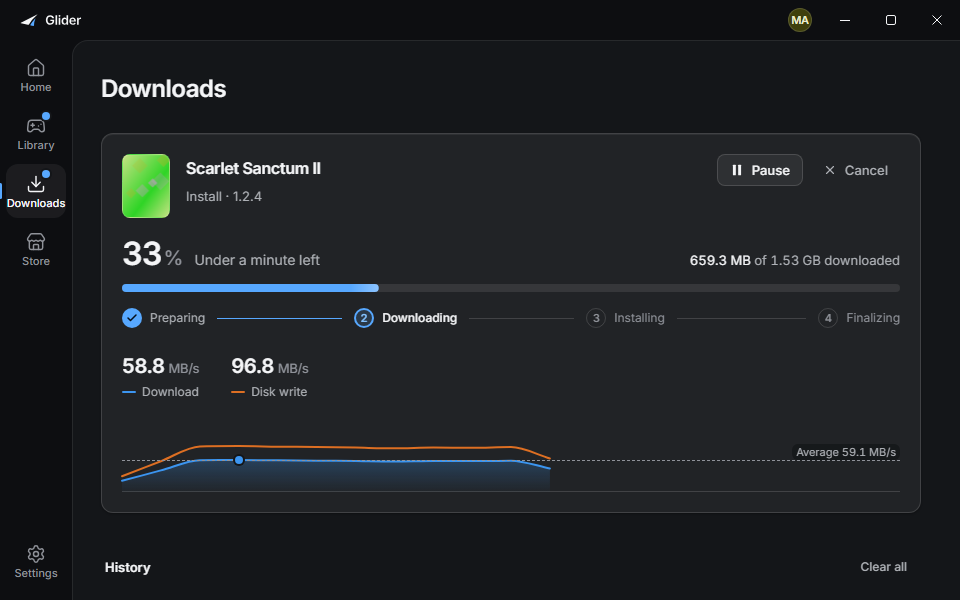 Glider
MA
Home
Library
Downloads
Store
Settings
Downloads
Scarlet Sanctum II
Install · 1.2.4
Pause
Cancel
33% Under a minute left
659.3 MB of 1.53 GB downloaded
Preparing
2 Downloading
3 Installing
4 Finalizing
58.8 MB/s
Download
96.8 MB/s
Disk write
Average 59.1 MB/s
History
Clear all